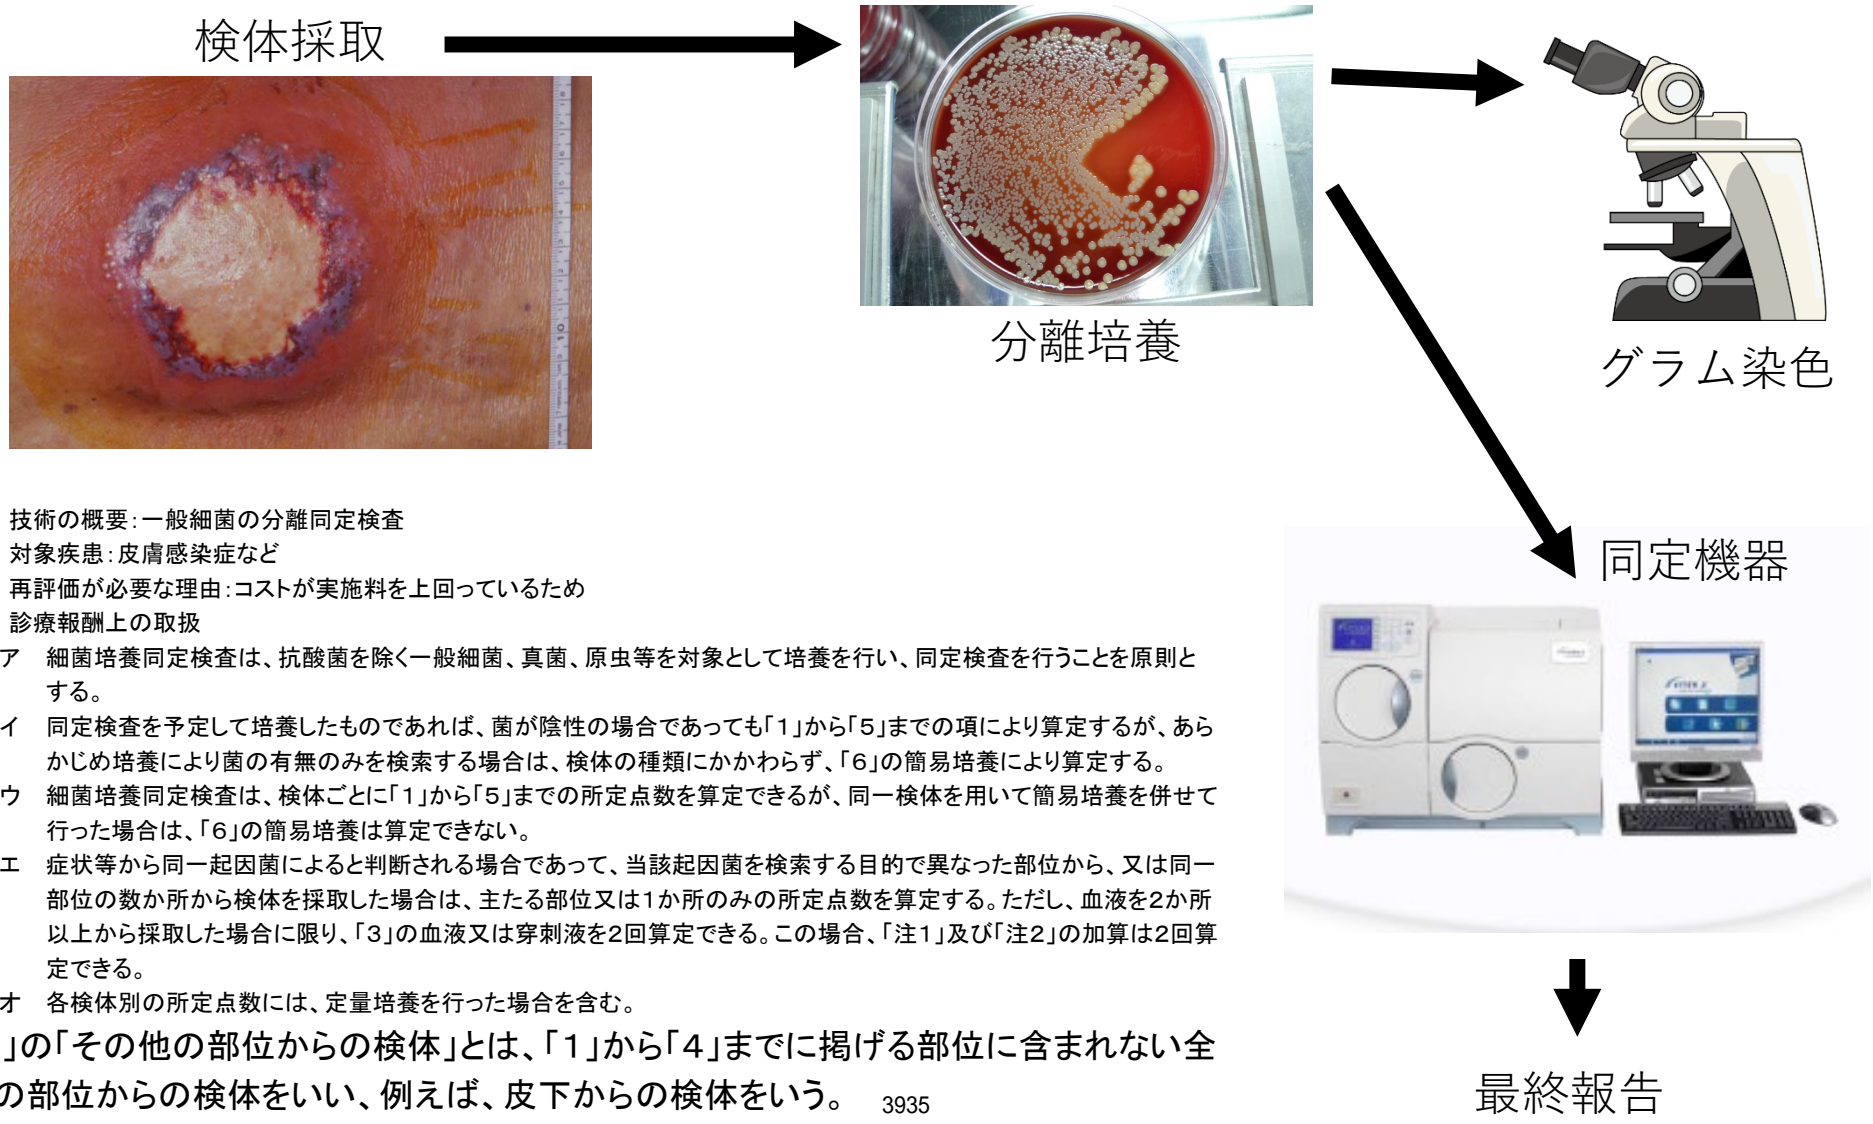 検体採取
分離培養
グラム染色
同定機器
技術の概要：一般細菌の分離同定検査
対象疾患：皮膚感染症など
再評価が必要な理由：コストが実施料を上回っているため
診療報酬上の取扱
ア　細菌培養同定検査は、抗酸菌を除く一般細菌、真菌、原虫等を対象として培養を行い、同定検査を行うことを原則と
する。
イ　同定検査を予定して培養したものであれば、菌が陰性の場合であっても「１」から「５」までの項により算定するが、あら
かじめ培養により菌の有無のみを検索する場合は、検体の種類にかかわらず、「６」の簡易培養により算定する。
ウ　細菌培養同定検査は、検体ごとに「１」から「５」までの所定点数を算定できるが、同一検体を用いて簡易培養を併せて
行った場合は、「６」の簡易培養は算定できない。
エ　症状等から同一起因菌によると判断される場合であって、当該起因菌を検索する目的で異なった部位から、又は同一
部位の数か所から検体を採取した場合は、主たる部位又は１か所のみの所定点数を算定する。ただし、血液を２か所
以上から採取した場合に限り、「３」の血液又は穿刺液を２回算定できる。この場合、「注１」及び「注２」の加算は２回算
定できる。
オ　各検体別の所定点数には、定量培養を行った場合を含む。
」の「その他の部位からの検体」とは、「１」から「４」までに掲げる部位に含まれない全
の部位からの検体をいい、例えば、皮下からの検体をいう。
3935
最終報告